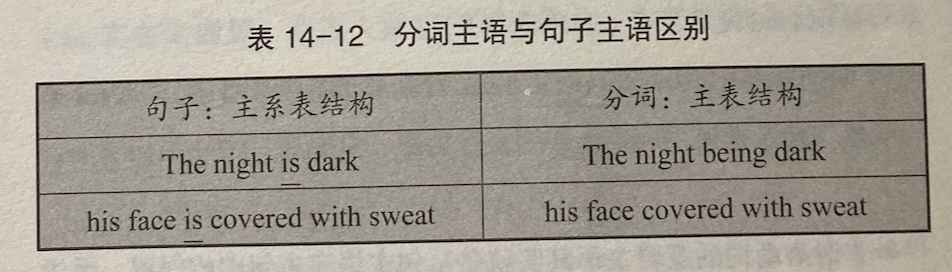 表 14-12 分词主语与句子主语区别
句子：主系表结构 分词：主表结构
The night is dark The night being dark
his face is covered with sweat his face covered with sweat